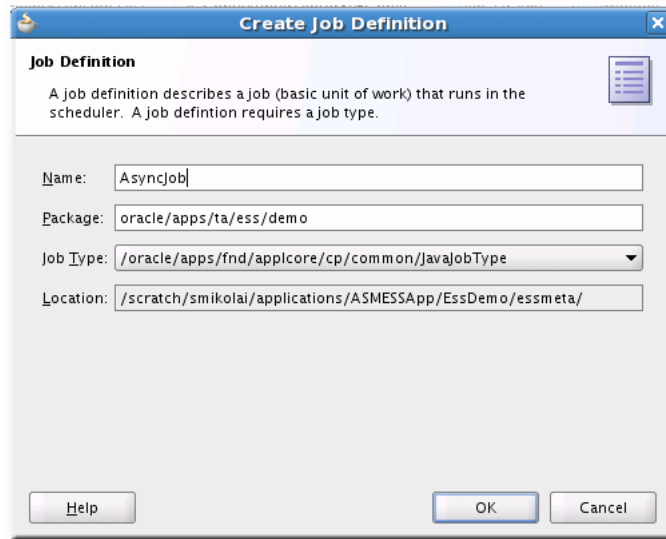 Create Job Definition
Job Definition
A job definition describes a job (basic unit of work) that runs in the
scheduler. A job defintion requires a job type.
Name: AsyncJob
Package: oracle/apps/ta/ess/demo
Job Type: /oracle/apps/fnd/applcore/cp/common/JavaJobType
Location: /scratch/smikolai/applications/ASMESSApp/EssDemo/essmeta/
Help OK Cancel